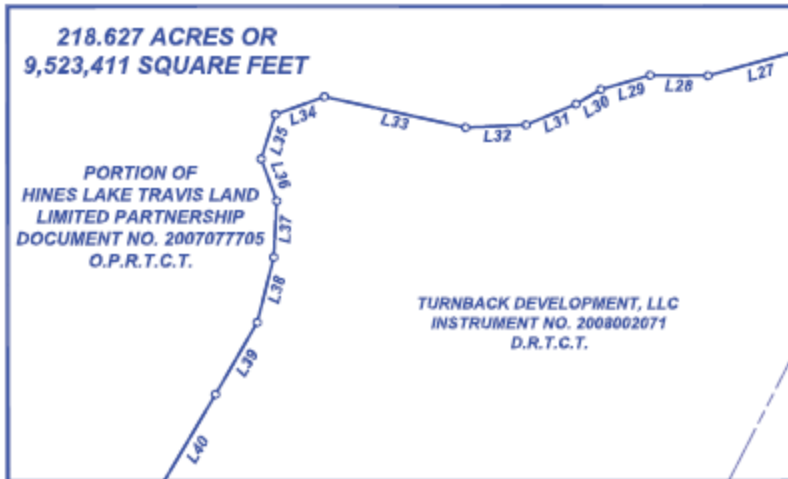 218.627 ACRES OR
9,523,411 SQUARE FEET
L27
L28
L29
L30
L31
L32
L33
L34
L35
L36
L37
L38
L39
L40
PORTION OF
HINES LAKE TRAVIS LAND
LIMITED PARTNERSHIP
DOCUMENT NO. 2007077705
O.P.R.T.C.T.
TURNBACK DEVELOPMENT, LLC
INSTRUMENT NO. 2008002071
D.R.T.C.T.